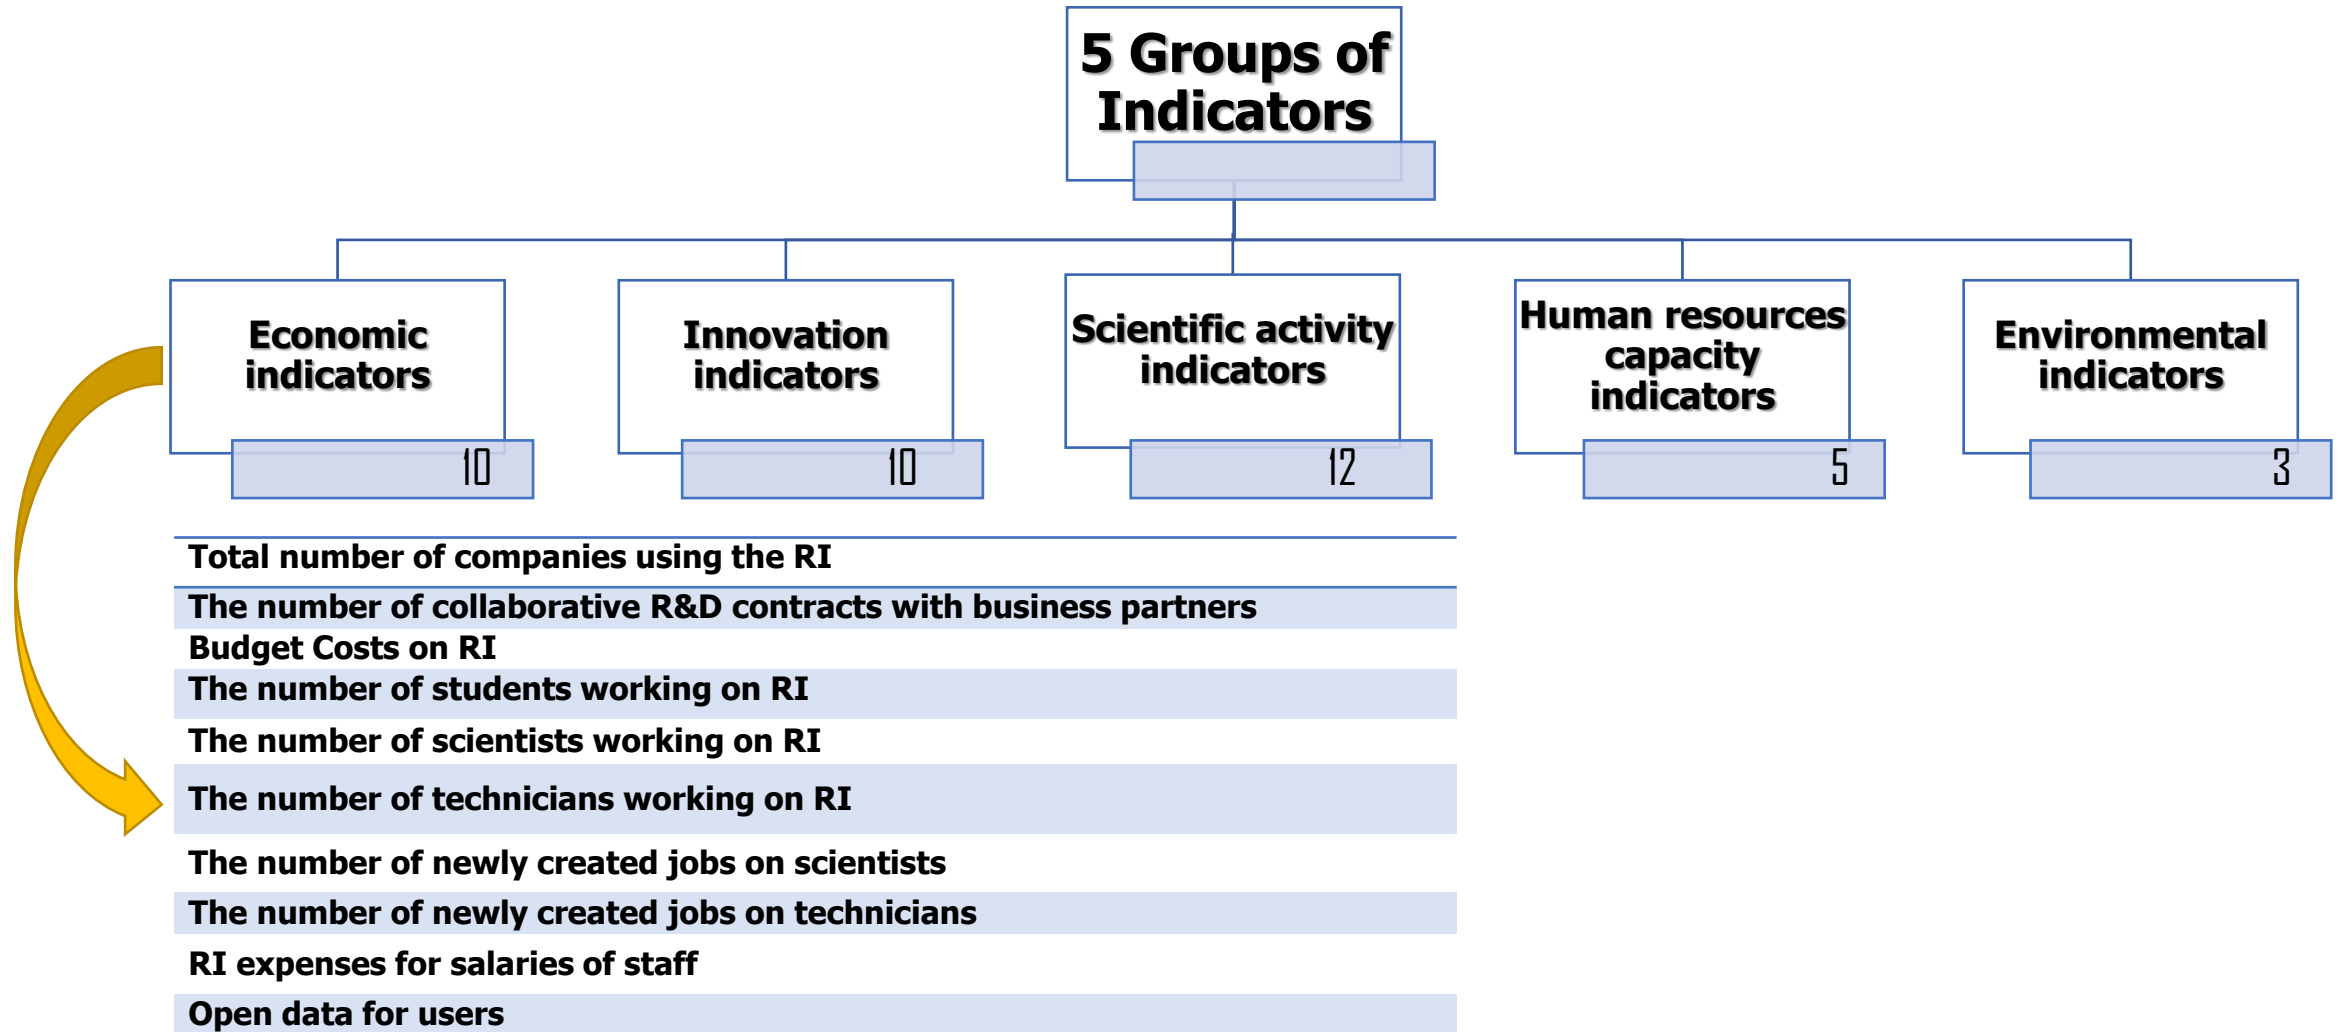 5 Groups of
Indicators
Economic
indicators
10
Innovation
indicators
10
Scientific activity
indicators
12
Human resources
capacity
indicators
5
Environmental
indicators
3
Total number of companies using the RI
The number of collaborative R&D contracts with business partners
Budget Costs on RI
The number of students working on RI
The number of scientists working on RI
The number of technicians working on RI
The number of newly created jobs on scientists
The number of newly created jobs on technicians
RI expenses for salaries of staff
Open data for users